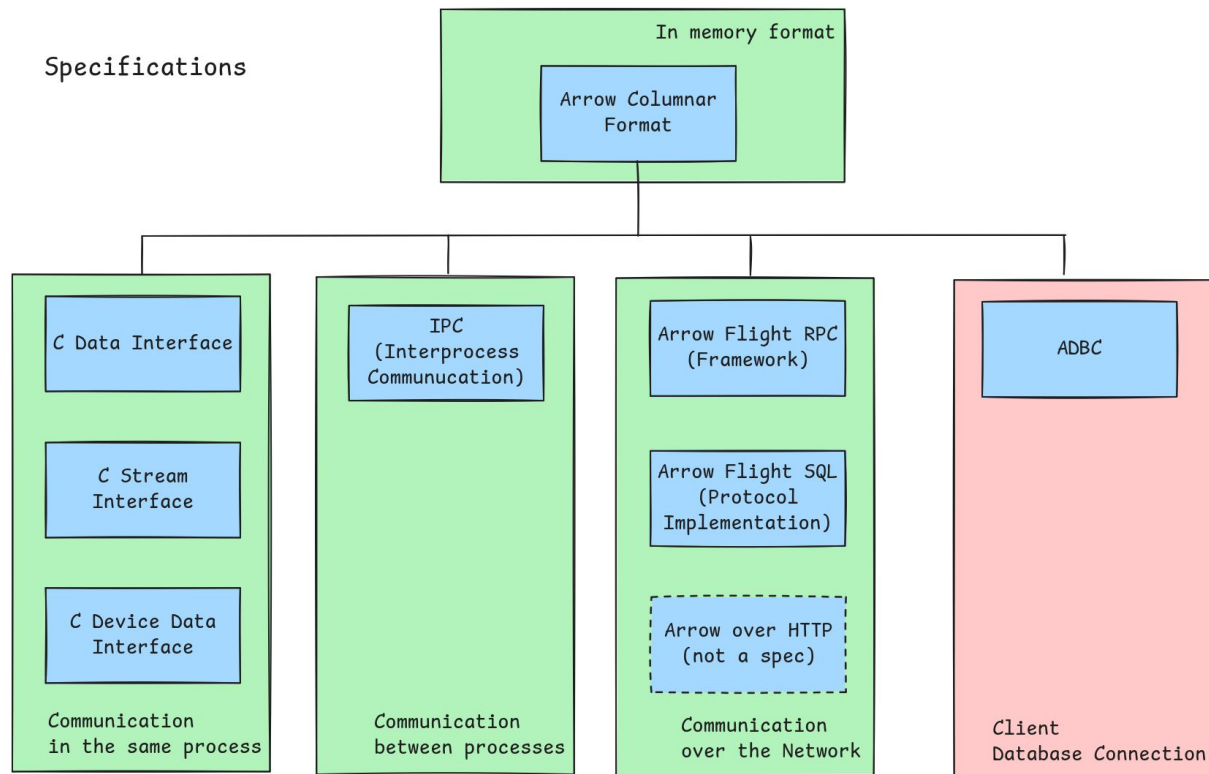 Specifications
In memory format
Arrow Columnar
Format
C Data Interface
C Stream
Interface
C Device Data
Interface
Communication
in the same process
IPC
(Interprocess
Communucation)
Communication
between processes
Arrow Flight RPC
(Framework)
Arrow Flight SQL
(Protocol
Implementation)
Arrow over HTTP
(not a spec)
Communication
over the Network
ADBC
Client
Database Connection